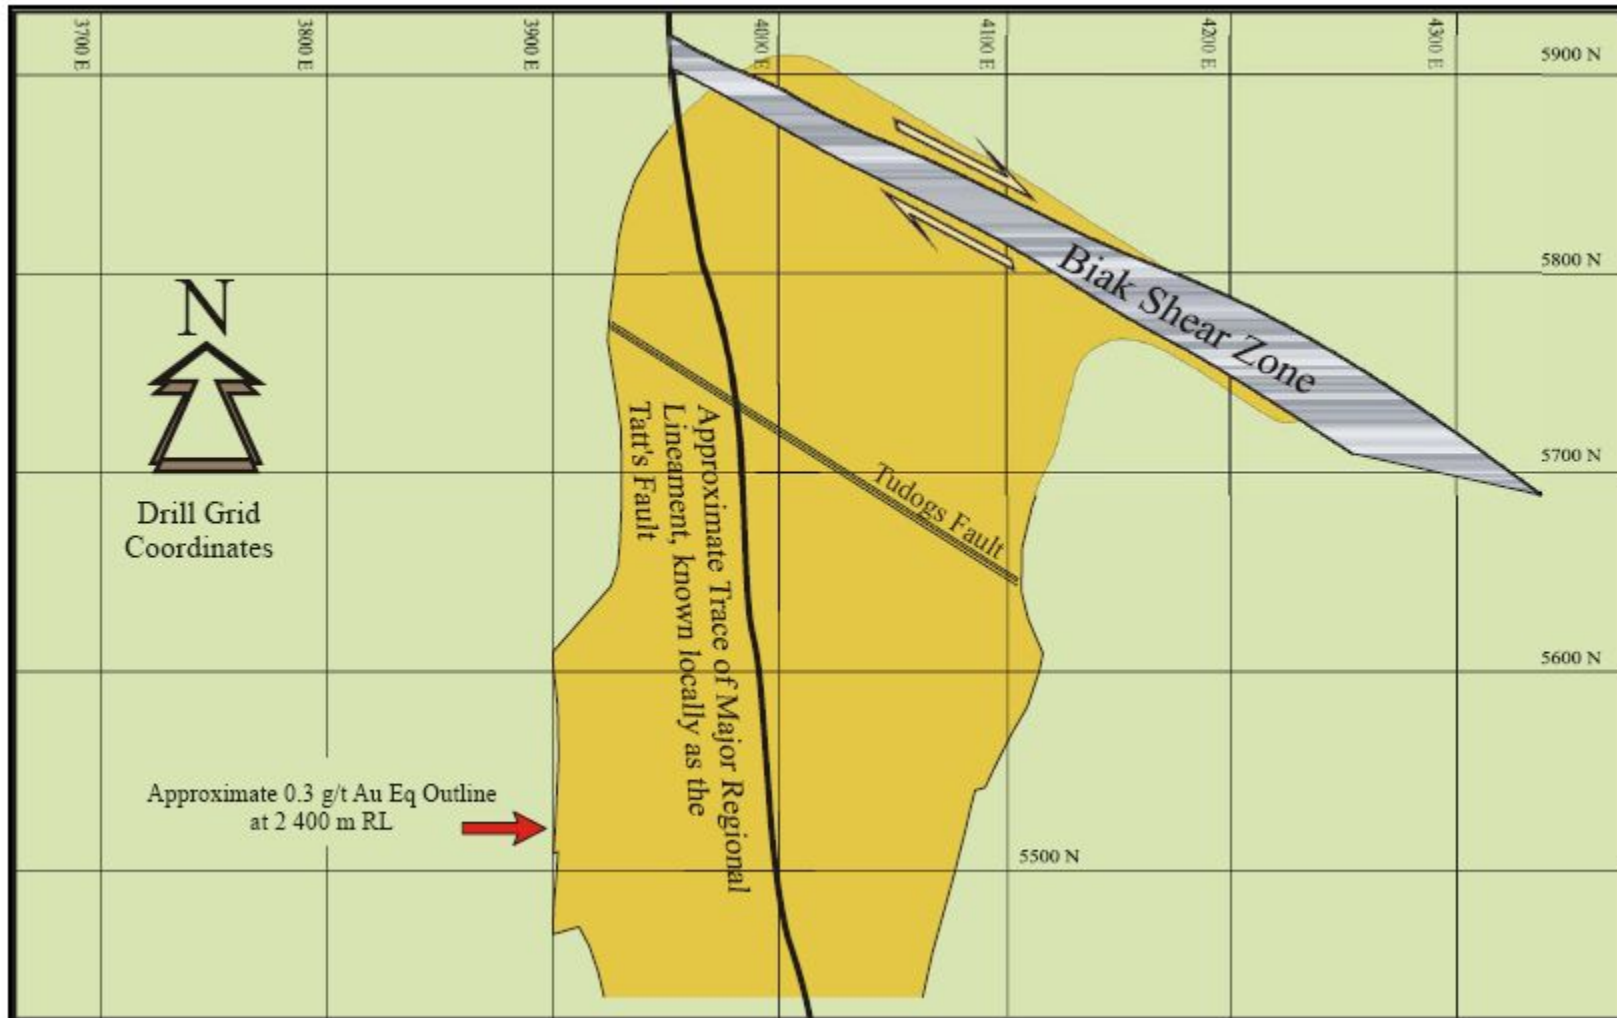 3700 E
3800 E
3900 E
4000 E
4100 E
4200 E
4300 E
5900 N
5800 N
Biak Shear Zone
N
Drill Grid
Coordinates
Approximate Trace of Major Regional
Lineament, known locally as the
Tatt's Fault
Tudogs Fault
5700 N
5600 N
Approximate 0.3 g/t Au Eq Outline
at 2 400 m RL
5500 N